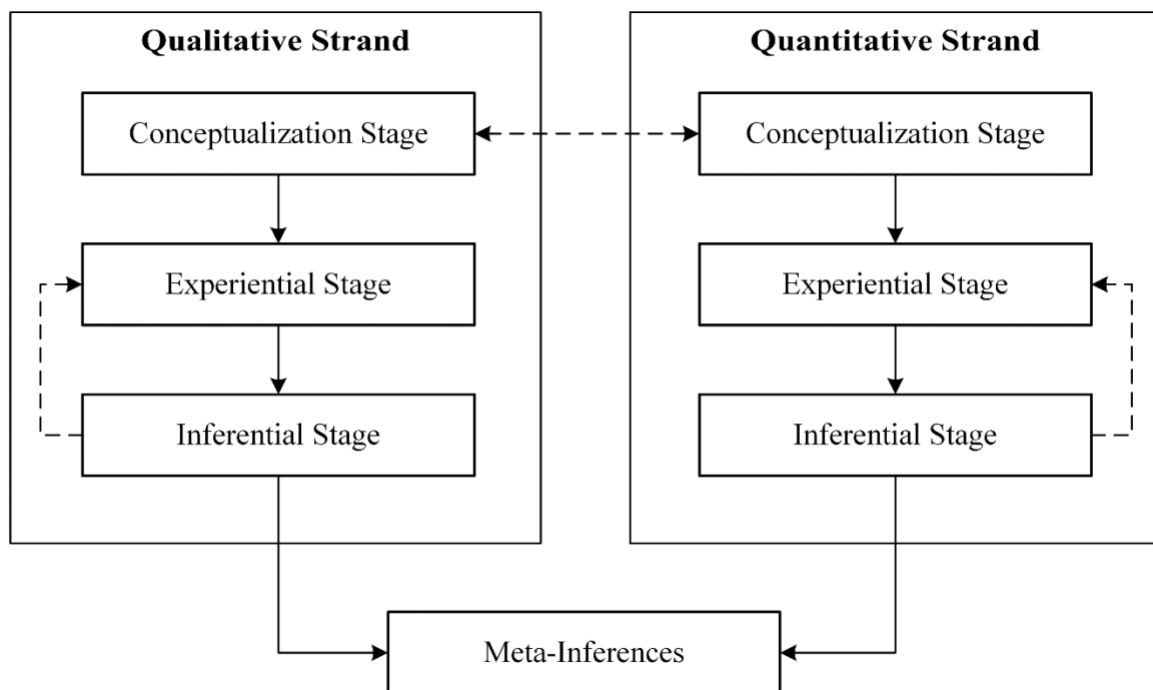 Qualitative Strand
Conceptualization Stage
Experiential Stage
Inferential Stage
Quantitative Strand
Conceptualization Stage
Experiential Stage
Inferential Stage
Meta-Inferences